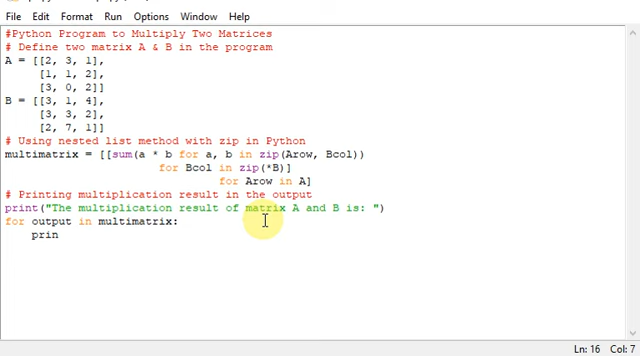 File Edit Format Run Options Window Help
#Python Program to Multiply Two Matrices
# Define two matrix A & B in the program
A = [[2, 3, 1],
[1, 1, 2],
[3, 0, 2]]
B = [[3, 1, 4],
[3, 3, 2],
[2, 7, 1]]
# Using nested list method with zip in Python
multimatrix = [[sum(a * b for a, b in zip(Arow, Bcol))
for Bcol in zip(*B)]
for Arow in A]
# Printing multiplication result in the output
print("The multiplication result of matrix A and B is: ")
for output in multimatrix:
prin
Ln: 16 Col: 7